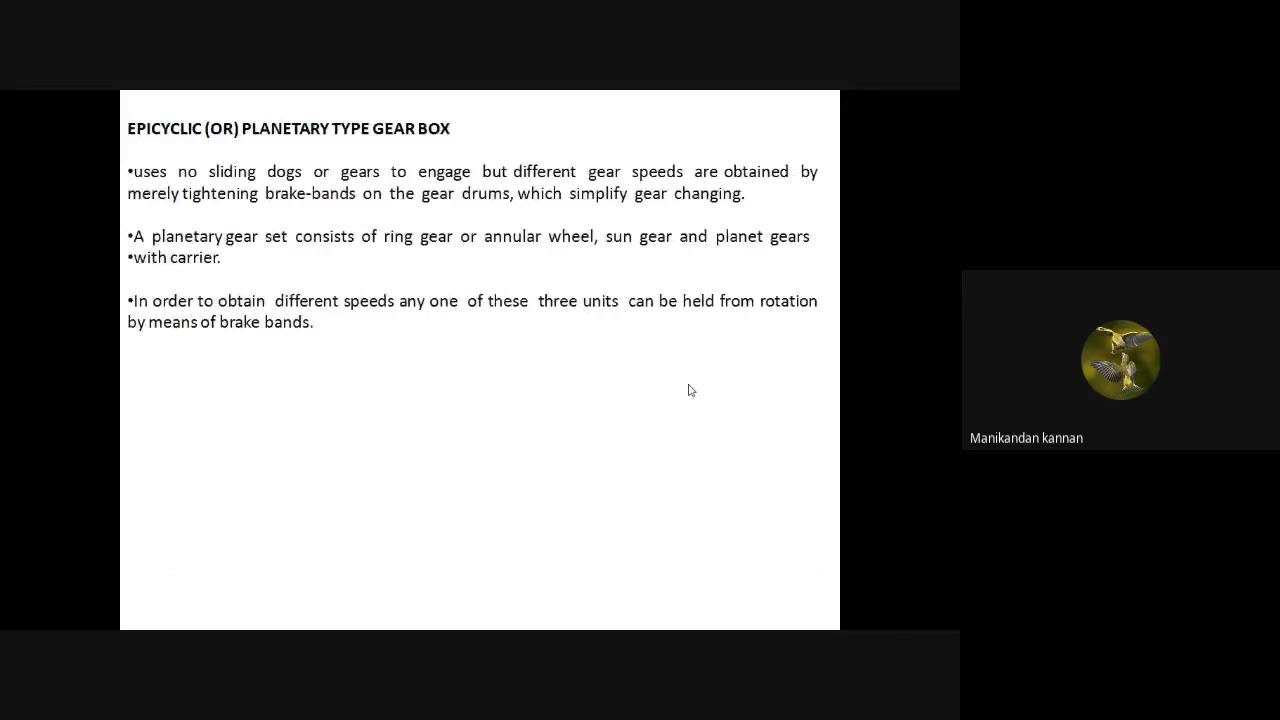 EPICYCLIC (OR) PLANETARY TYPE GEAR BOX
•uses no sliding dogs or gears to engage but different gear speeds are obtained by
merely tightening brake-bands on the gear drums, which simplify gear changing.
•A planetary gear set consists of ring gear or annular wheel, sun gear and planet gears
•with carrier.
•In order to obtain different speeds any one of these three units can be held from rotation
by means of brake bands.
Manikandan kannan